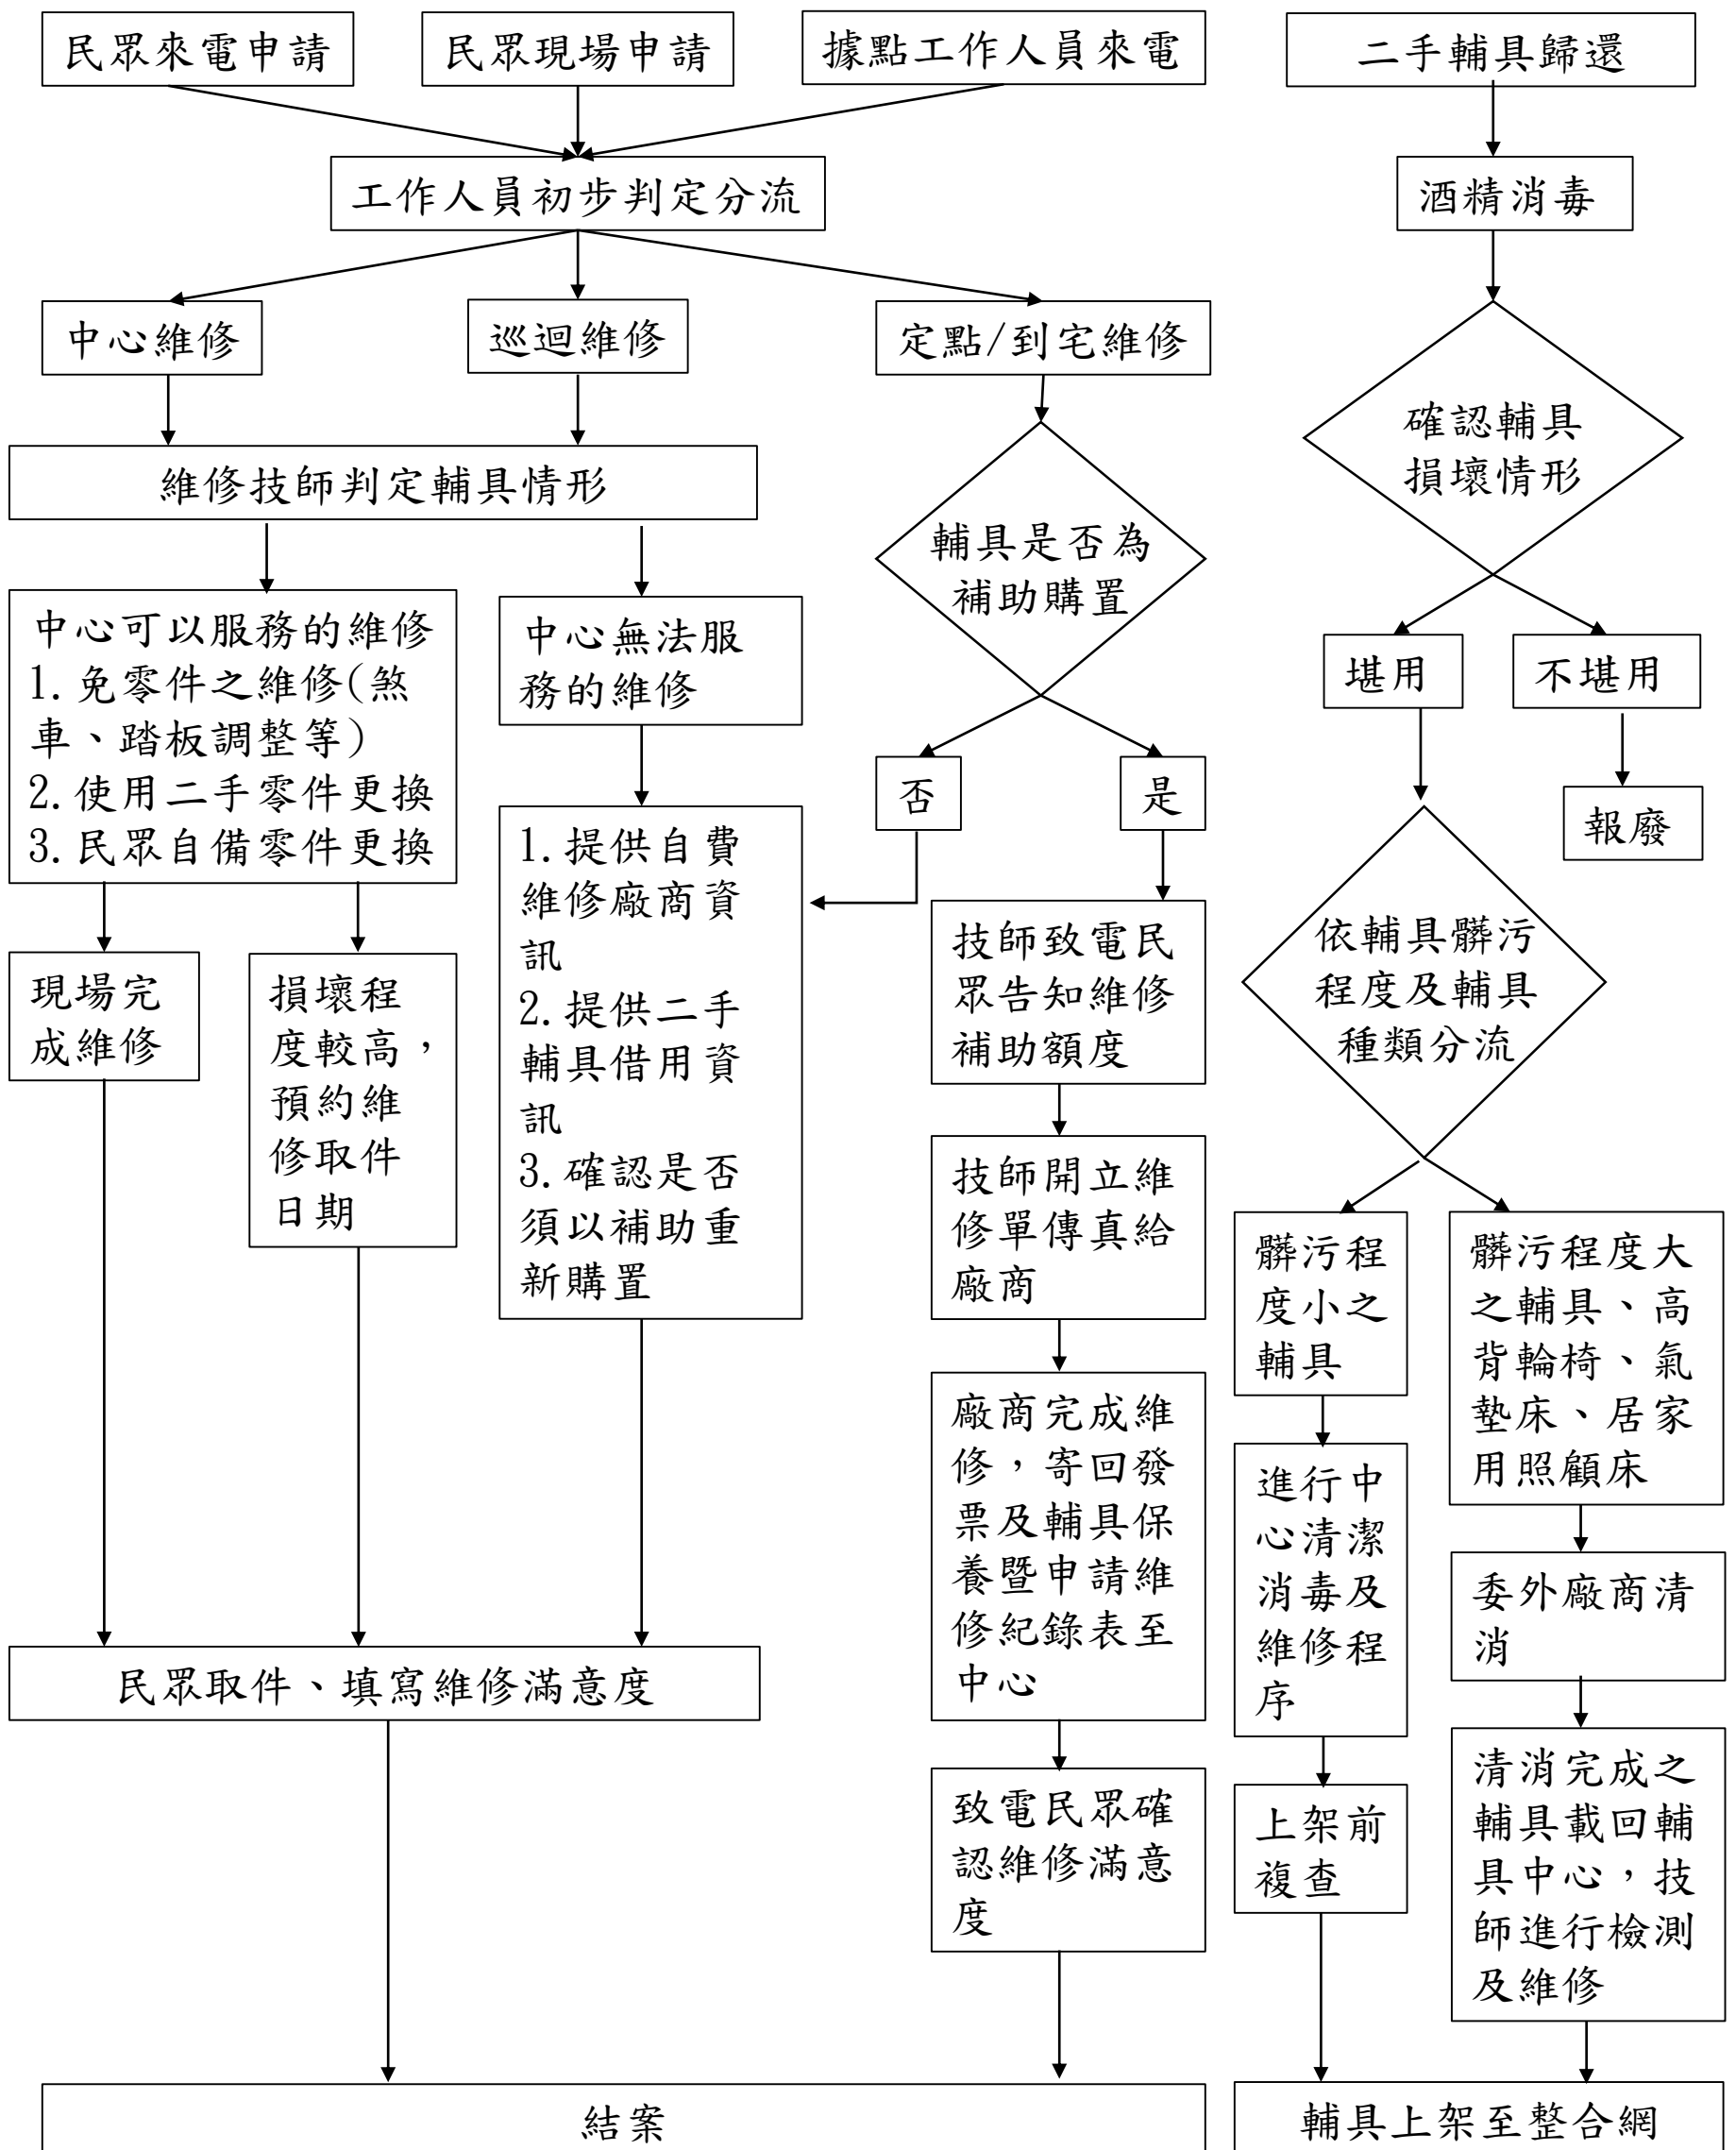 民眾來電申請
民眾現場申請
據點工作人員來電
二手輔具歸還
工作人員初步判定分流
酒精消毒
中心維修
巡迴維修
定點/到宅維修
確認輔具
損壞情形
維修技師判定輔具情形
輔具是否為
補助購置
中心可以服務的維修
1.免零件之維修(煞
車、踏板調整等)
2.使用二手零件更換
3.民眾自備零件更換
中心無法服
務的維修
堪用
不堪用
否
是
報廢
1.提供自費
維修廠商資
訊
2.提供二手
輔具借用資
訊
3.確認是否
須以補助重
新購置
技師致電民
眾告知維修
補助額度
依輔具髒污
程度及輔具
種類分流
現場完
成維修
損壞程
度較高，
預約維
修取件
日期
技師開立維
修單傳真給
廠商
髒污程
度小之
輔具
髒污程度大
之輔具、高
背輪椅、氣
墊床、居家
用照顧床
廠商完成維
修，寄回發
票及輔具保
養暨申請維
修紀錄表至
中心
進行中
心清潔
消毒及
維修程
序
委外廠商清
消
民眾取件、填寫維修滿意度
致電民眾確
認維修滿意
度
上架前
複查
清消完成之
輔具載回輔
具中心，技
師進行檢測
及維修
結案
輔具上架至整合網